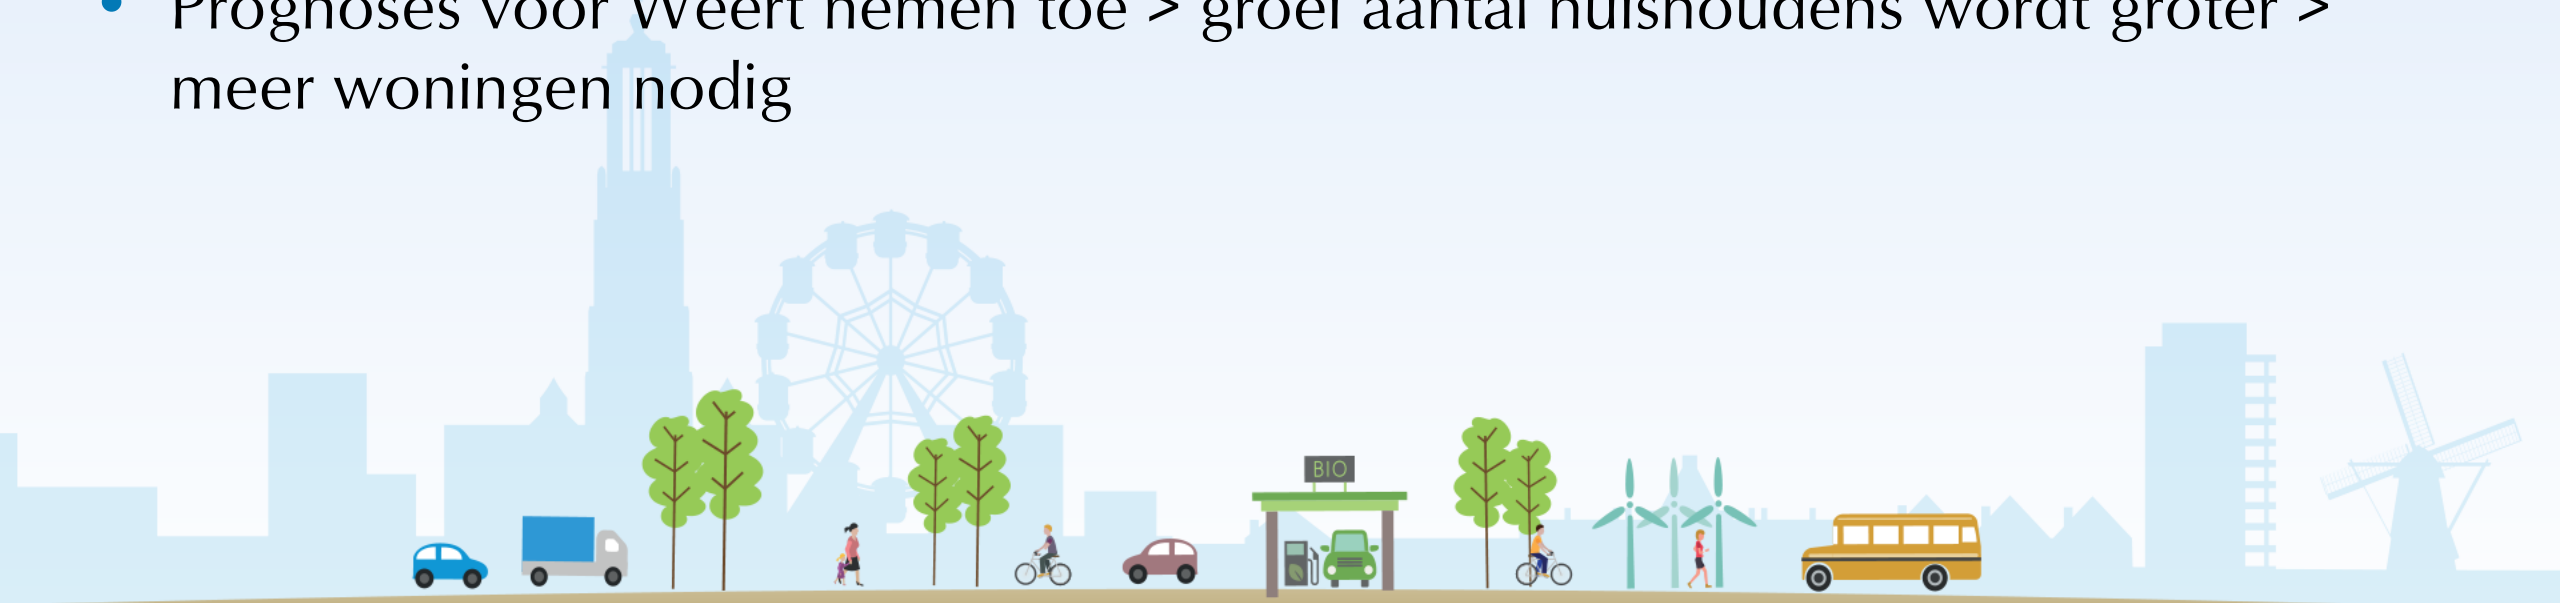 • Prognoses voor Weert nemen toe > groei aantal huishoudens wordt groter >
meer woningen nodig
BIO